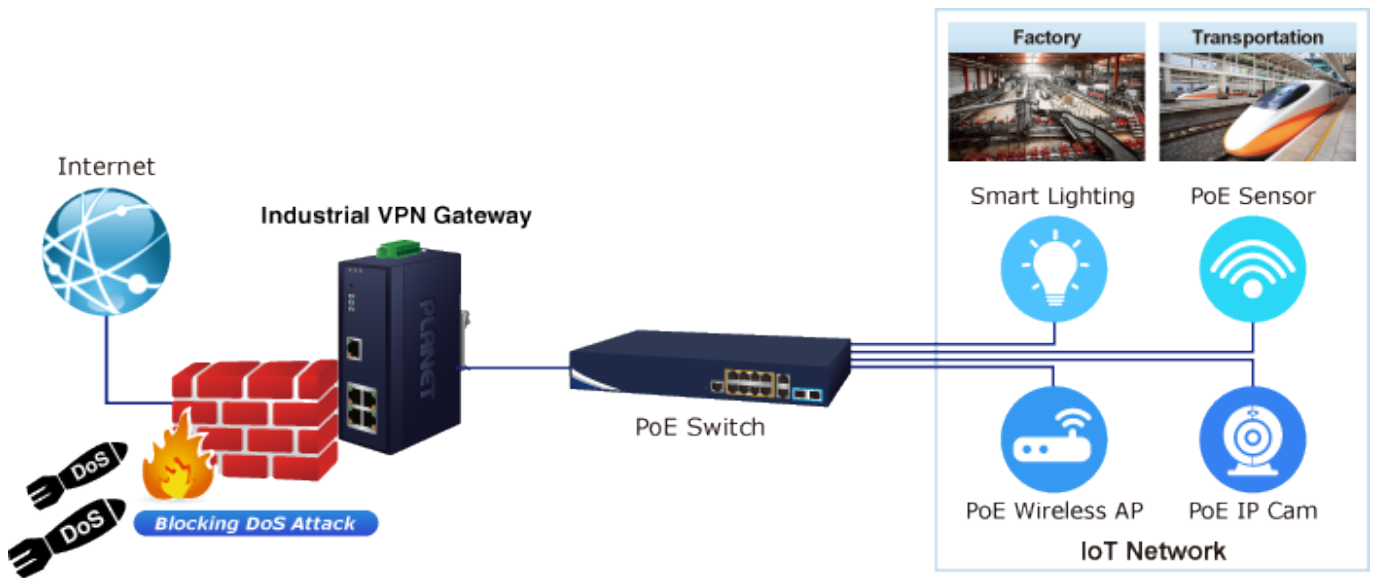 Factory
Transportation
Internet
Industrial VPN Gateway
Smart Lighting
PoE Sensor
PLANET
PoE Switch
DoS
DoS
Blocking DoS Attack
PoE Wireless AP
PoE IP Cam
IoT Network